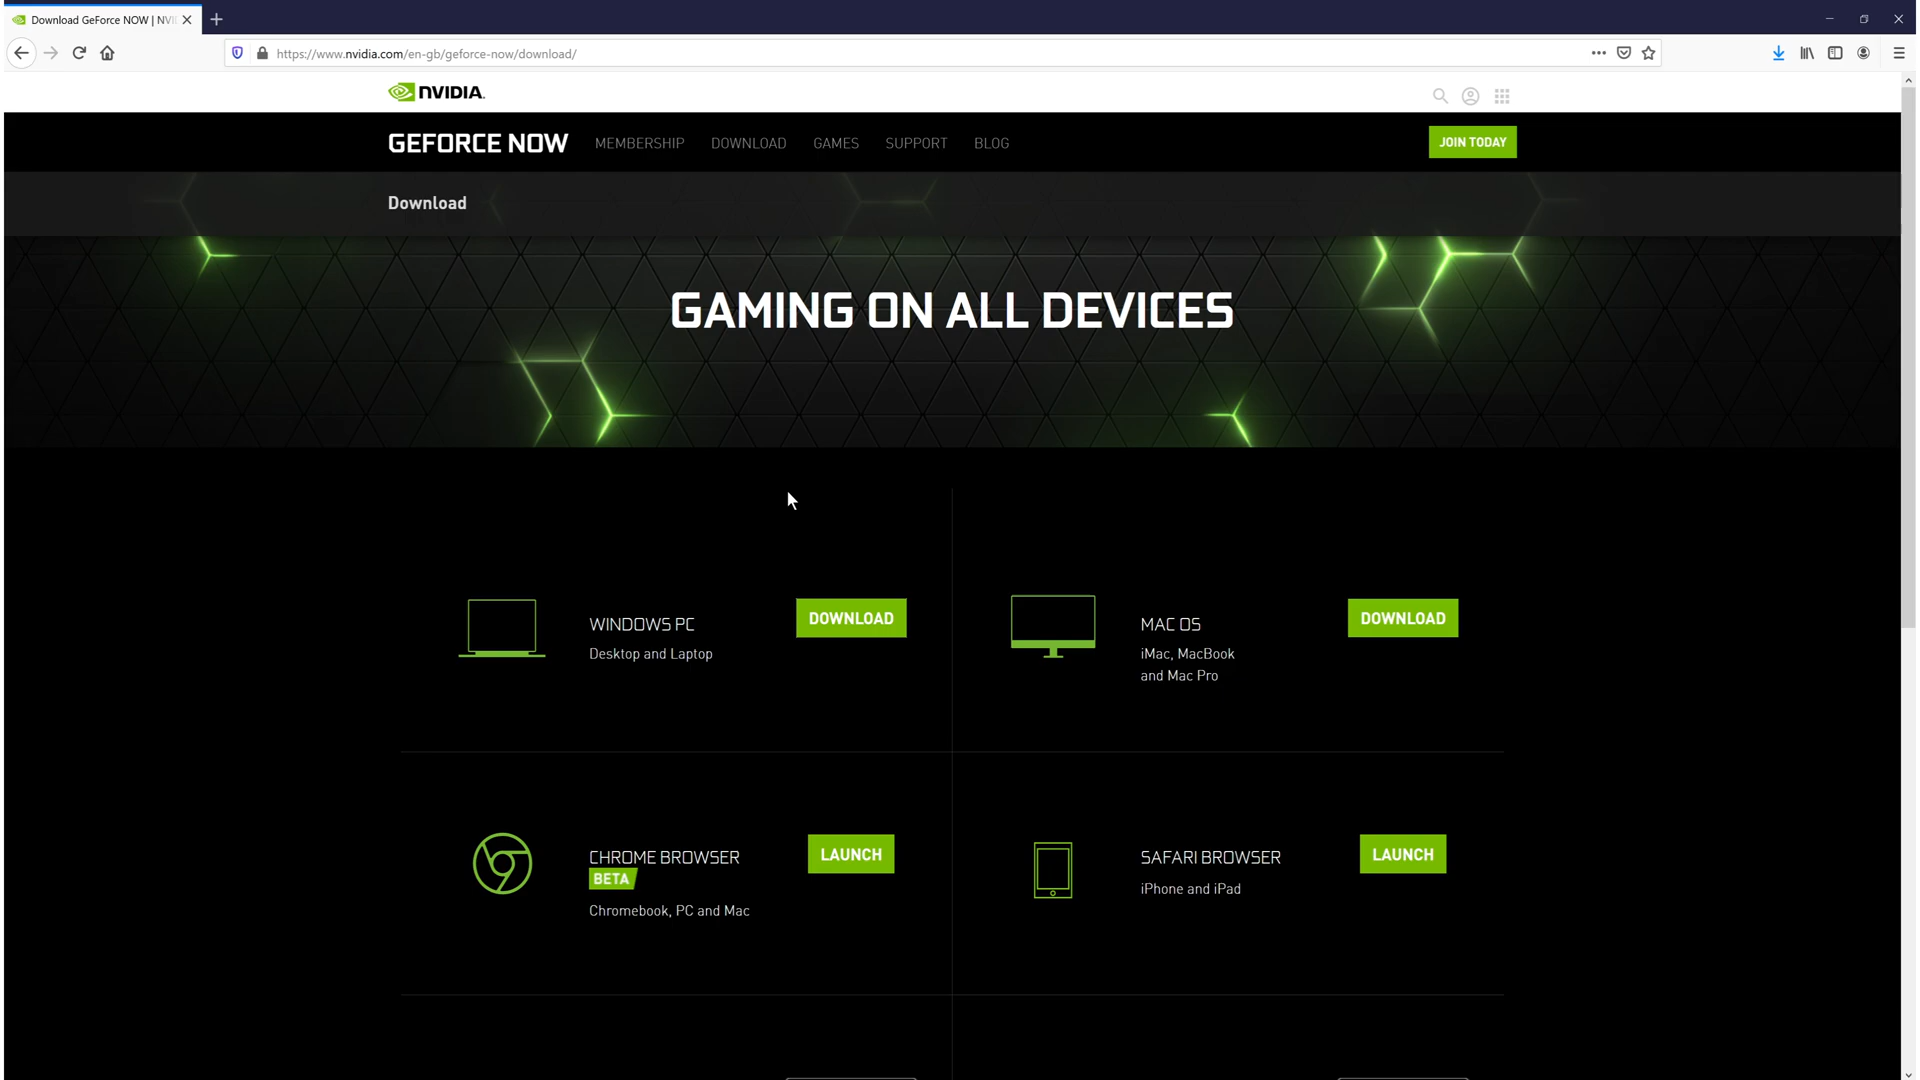 Download GeForce NOW | NVI
https://www.nvidia.com/en-gb/geforce-now/download/
NVIDIA.
GEFORCE NOW MEMBERSHIP DOWNLOAD GAMES SUPPORT BLOG JOIN TODAY
Download
GAMING ON ALL DEVICES
WINDOWS PC
Desktop and Laptop
DOWNLOAD
MAC OS
iMac, MacBook
and Mac Pro
DOWNLOAD
CHROME BROWSER
BETA
Chromebook, PC and Mac
LAUNCH
SAFARI BROWSER
iPhone and iPad
LAUNCH